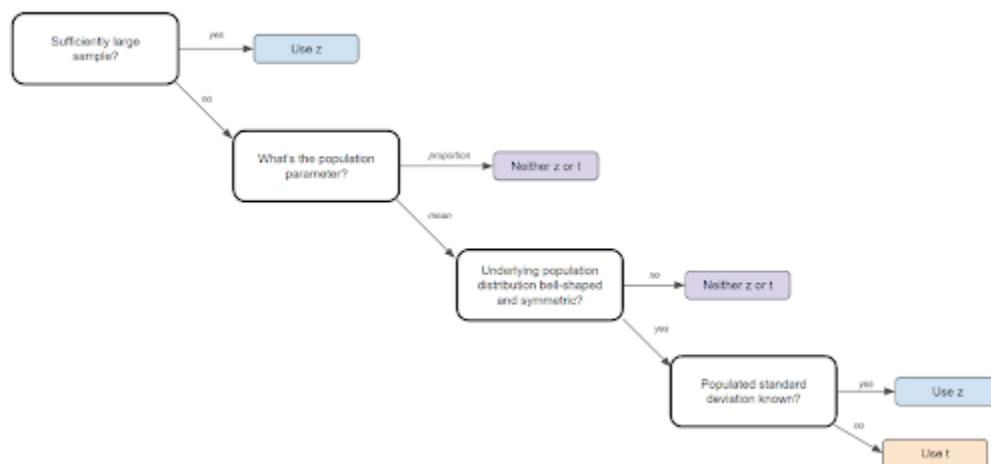 Sufficiently large
sample?
yes
Use z
no
What's the population
parameter?
proportion
Neither z or t
mean
Underlying population
distribution bell-shaped
and symmetric?
no
Neither z or t
yes
Populated standard
deviation known?
yes
Use z
no
Use t